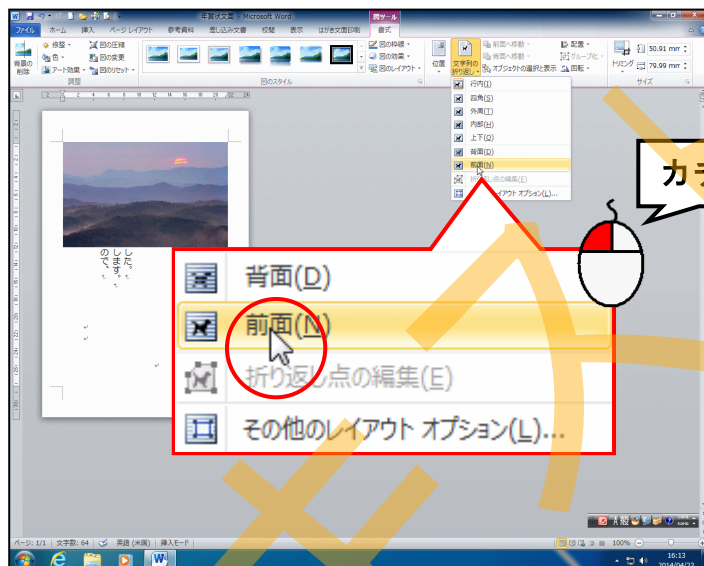 年賀状文面 - Microsoft Word
図ツール
ファイル ホーム 挿入 ページ レイアウト 参考資料 差し込み文書 校閲 表示 はがき文面印刷 書式
背景の
削除
修整
色
アート効果
図の圧縮
図の変更
図のリセット
調整
図のスタイル
図の枠線
図の効果
図のレイアウト
位置
文字列の
折り返し
前面へ移動
背面へ移動
オブジェクトの選択と表示
配置
グループ化
回転
トリミング
50.91 mm
79.99 mm
サイズ
行内(I)
四角(S)
外周(T)
内部(H)
上下(O)
背面(D)
前面(N)
折り返し点の編集(E)
イアウト オプション(L)...
した。
します。
ので、
カチ
背面(D)
前面(N)
折り返し点の編集(E)
その他のレイアウト オプション(L)...
A 般
ページ: 1/1 文字数: 64 英語 (米国) 挿入モード
100%
16:13
2014/04/22